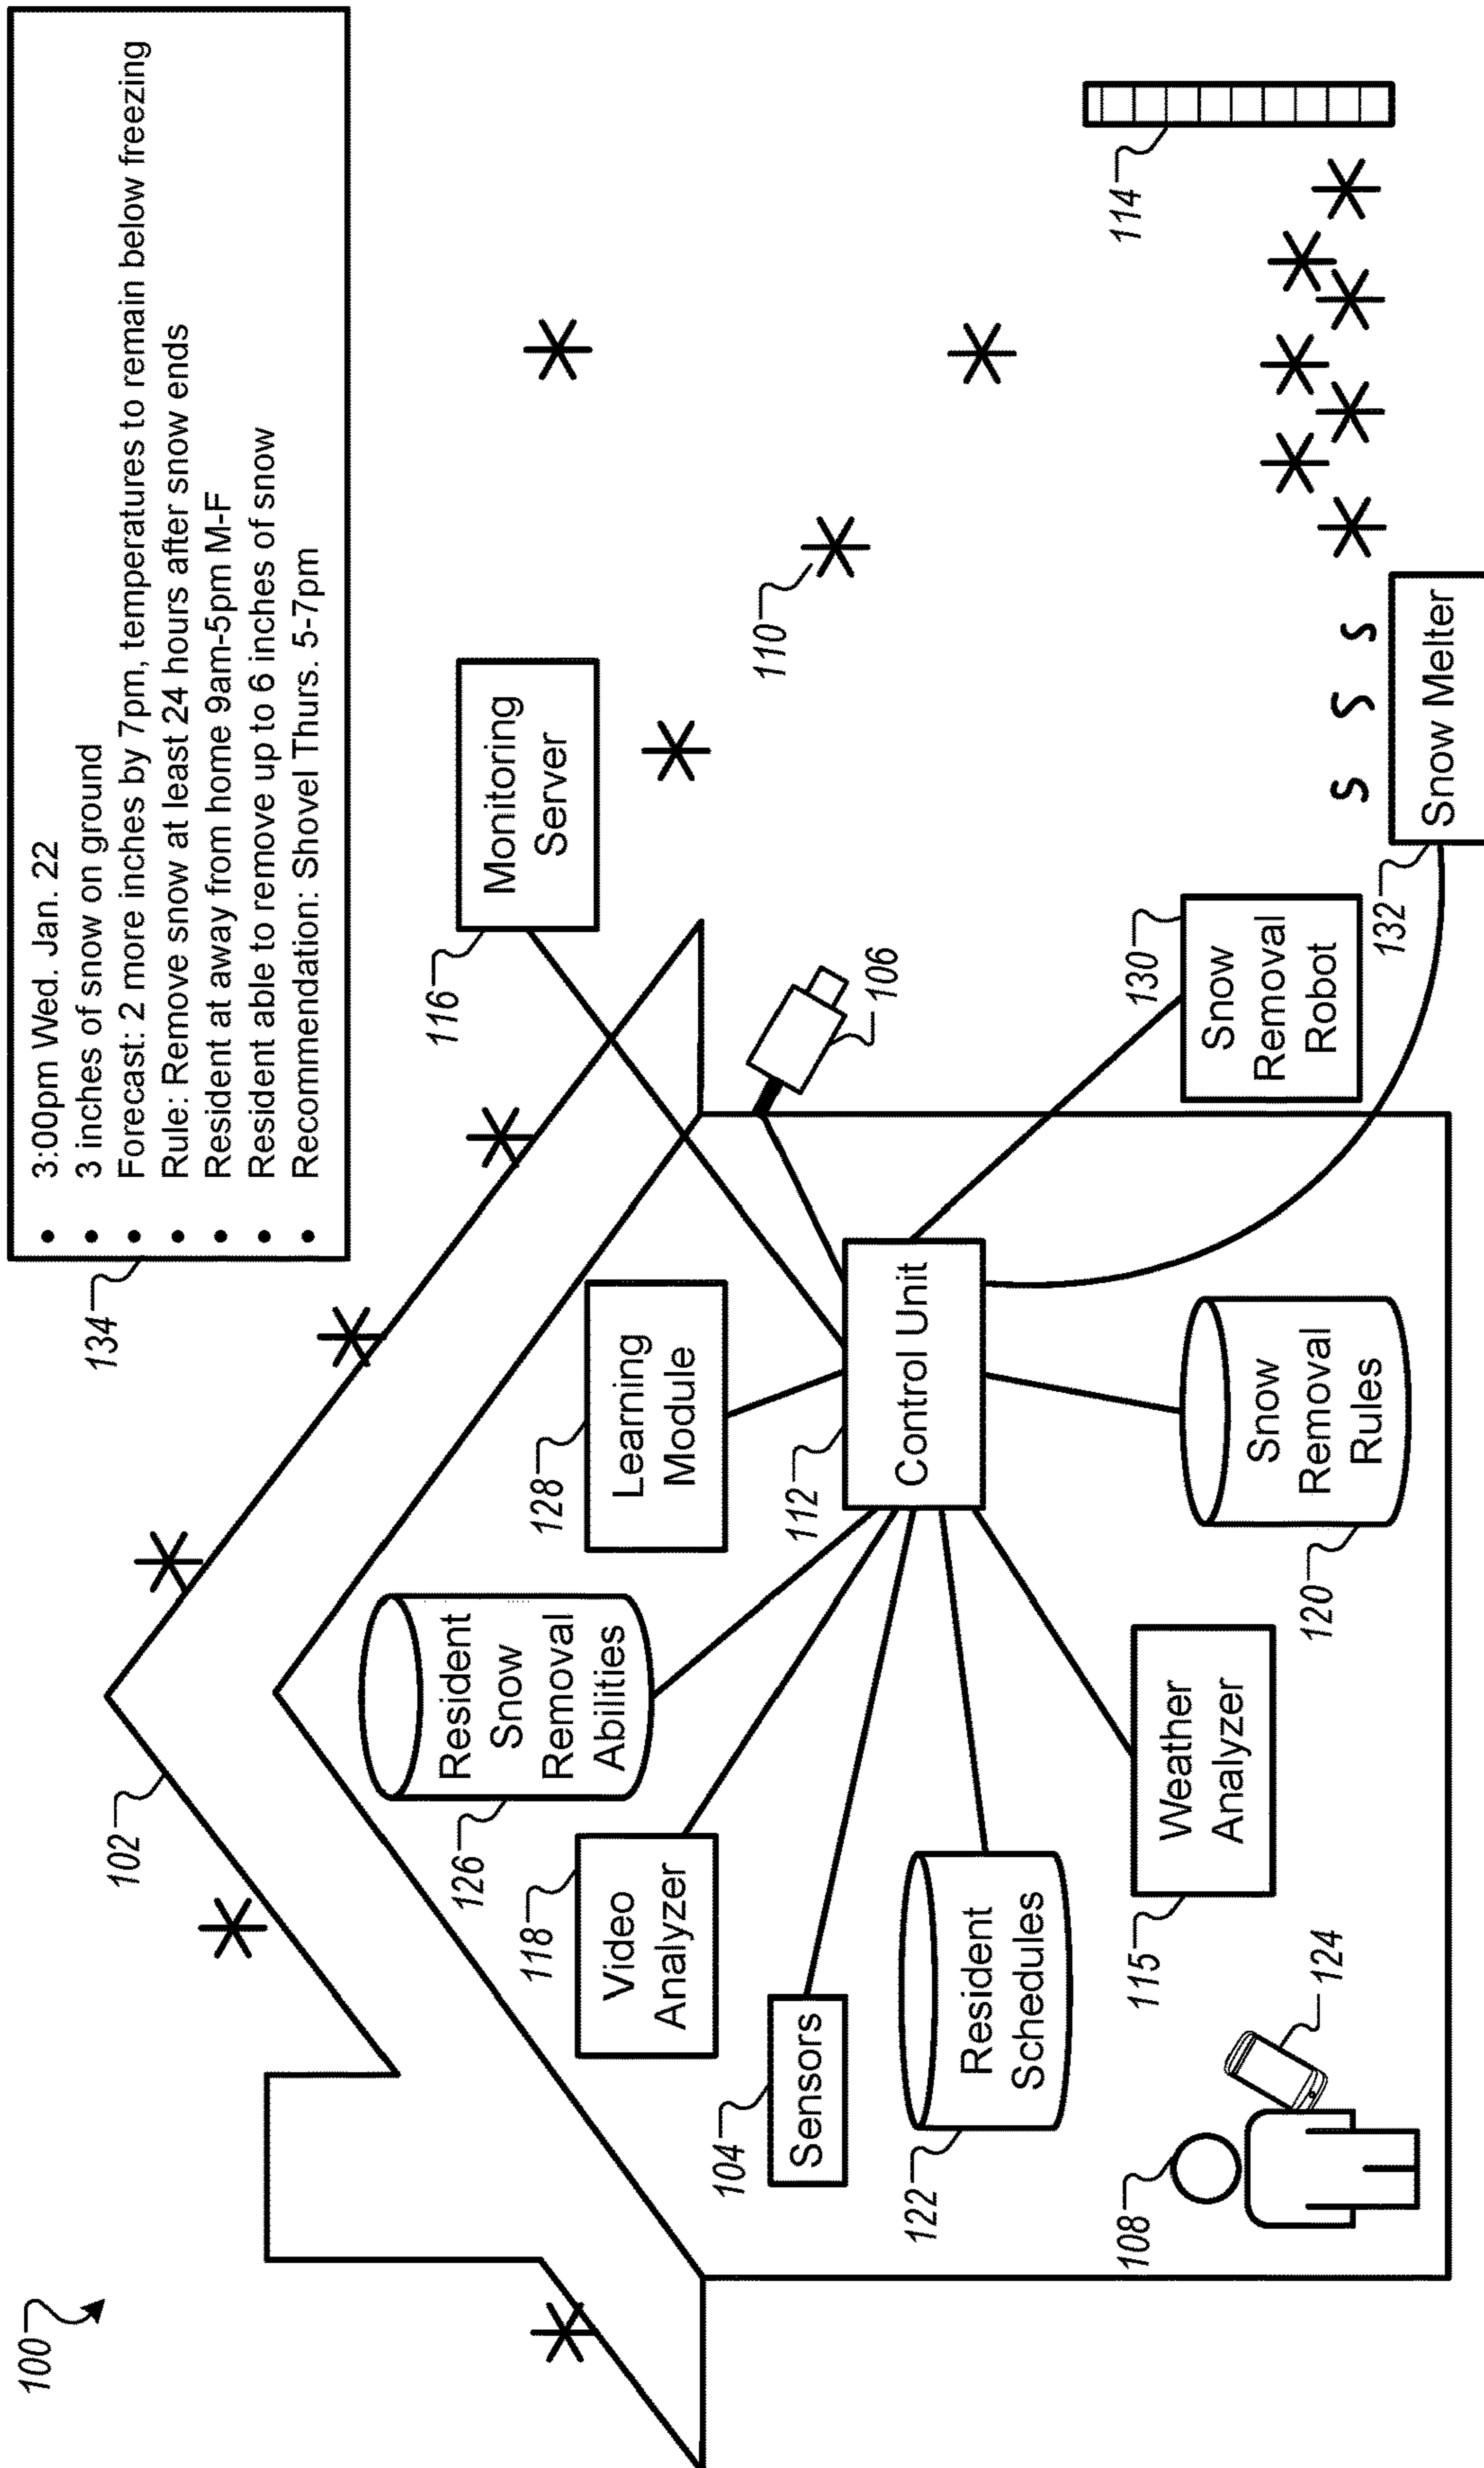 100
134
• 3:00pm Wed. Jan. 22
• 3 inches of snow on ground
• Forecast: 2 more inches by 7pm, temperatures to remain below freezing
• Rule: Remove snow at least 24 hours after snow ends
• Resident at away from home 9am-5pm M-F
• Resident able to remove up to 6 inches of snow
• Recommendation: Shovel Thurs. 5-7pm
102
116
Monitoring
Server
126
Resident
Snow
Removal
Abilities
128
Learning
Module
118
Video
Analyzer
106
110
104
Sensors
112
Control Unit
122
Resident
Schedules
114
115
Weather
Analyzer
120
Snow
Removal
Rules
130
Snow
Removal
Robot
108
124
132
S S S
Snow Melter